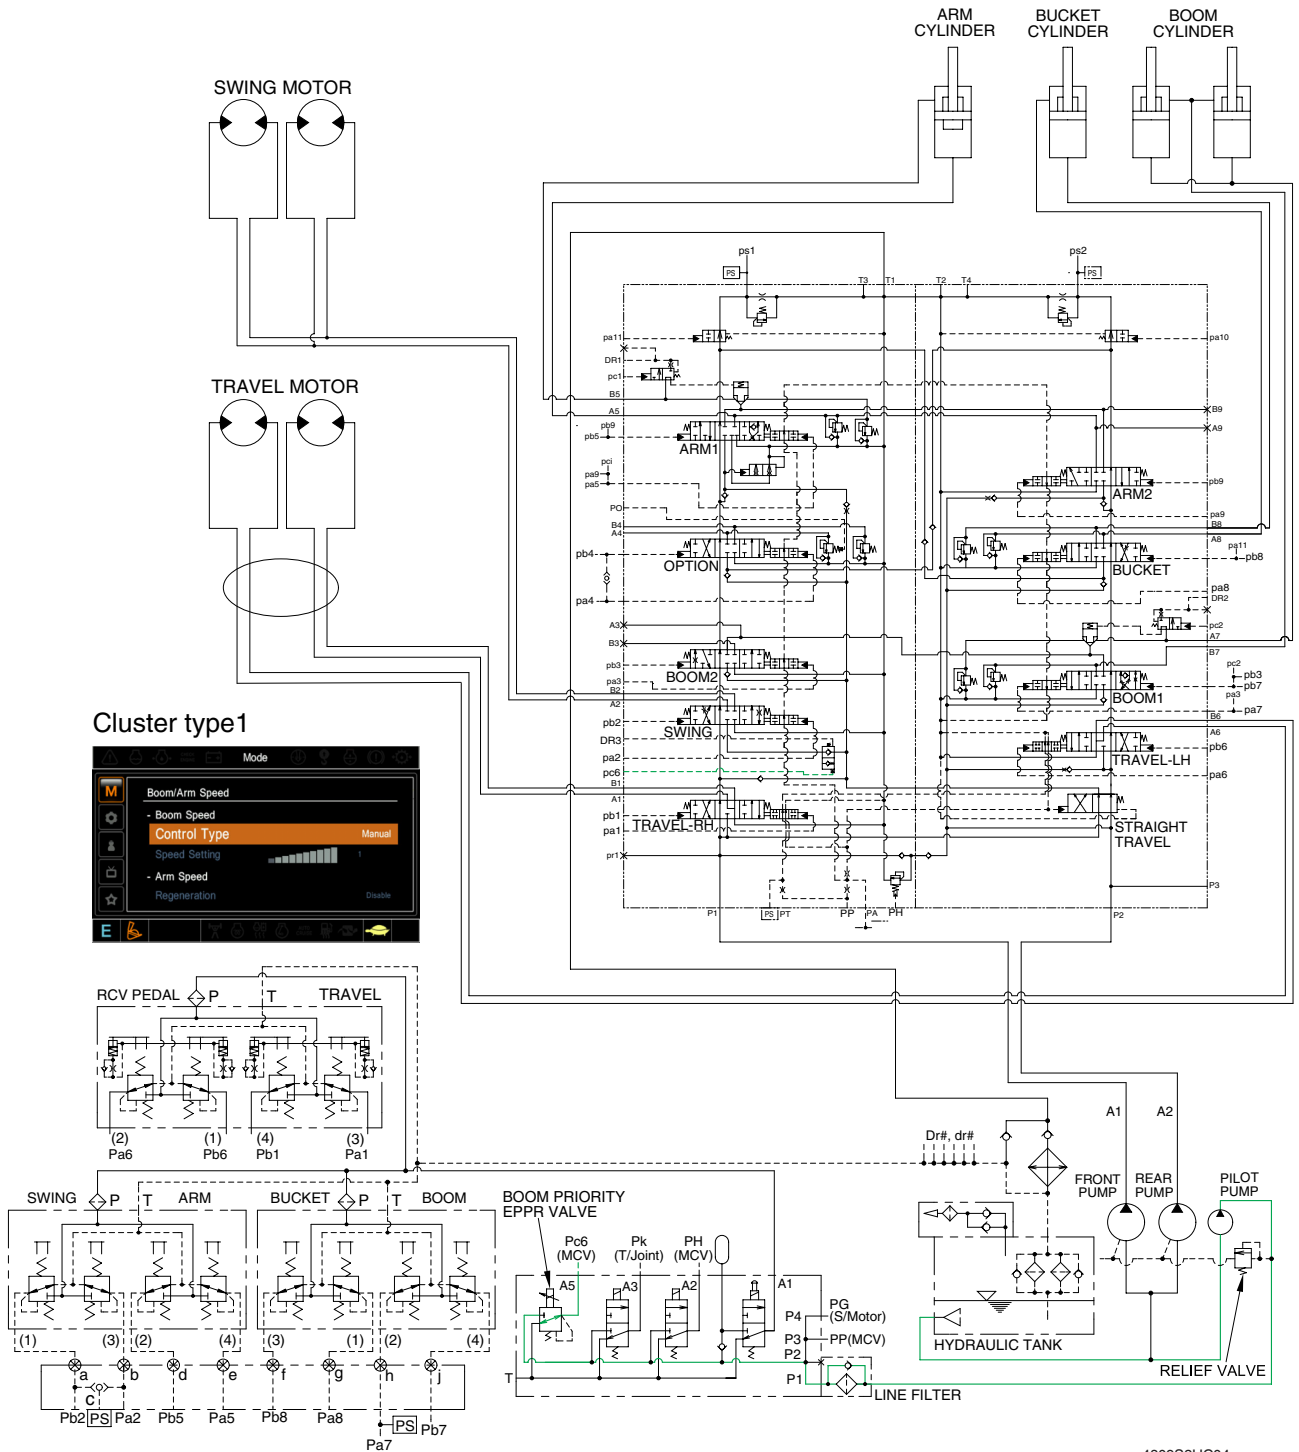 ARM
CYLINDER
BUCKET
CYLINDER
BOOM
CYLINDER
SWING MOTOR
TRAVEL MOTOR
ps1
ps2
PS
PS
T3
T1
T2
T4
pa11
pa10
DR1
pc1
B5
A5
B9
A9
pb9
pb5
ARM1
pci
pa9
pa5
ARM2
pb9
pa9
PO
B4
A4
B8
A8
pa11
pb4
OPTION
BUCKET
pb8
pa4
pa8
DR2
pc2
A3
B3
A7
B7
pb3
BOOM2
pa3
B2
A2
BOOM1
pc2
pb3
pb7
pa3
pa7
pb2
SWING
B6
A6
DR3
pa2
pc6
TRAVEL-LH
pb6
pa6
B1
A1
pb1
TRAVEL-RH
pa1
STRAIGHT
TRAVEL
pr1
P3
P1
PS
PT
PP
PA
PH
P2
Cluster type1
Mode
M
Boom/Arm Speed
- Boom Speed
Control Type
Manual
Speed Setting
1
- Arm Speed
Regeneration
Disable
E
RCV PEDAL
P
T
TRAVEL
(2)
(1)
(4)
(3)
Pa6
Pb6
Pb1
Pa1
SWING
P
T
ARM
BUCKET
P
T
BOOM
(1)
(3)
(2)
(4)
(3)
(1)
(2)
(4)
a
b
d
e
f
g
h
j
c
Pb2
PS
Pa2
Pb5
Pa5
Pb8
Pa8
PS
Pb7
Pa7
BOOM PRIORITY
EPPR VALVE
Pc6
(MCV)
Pk
(T/Joint)
PH
(MCV)
A5
A3
A2
A1
P4
PG
(S/Motor)
P3
PP(MCV)
P2
P1
T
LINE FILTER
Dr#, dr#
A1
A2
FRONT
PUMP
REAR
PUMP
PILOT
PUMP
HYDRAULIC TANK
RELIEF VALVE